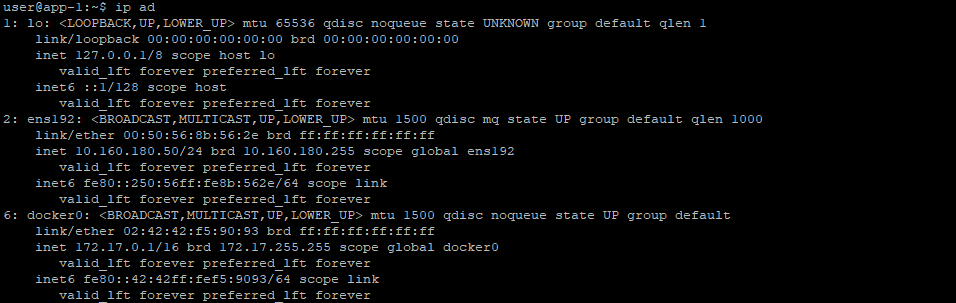 user@app-1:~$ ip ad
1: lo: <LOOPBACK,UP,LOWER_UP> mtu 65536 qdisc noqueue state UNKNOWN group default qlen 1
    link/loopback 00:00:00:00:00:00 brd 00:00:00:00:00:00
    inet 127.0.0.1/8 scope host lo
       valid_lft forever preferred_lft forever
    inet6 ::1/128 scope host
       valid_lft forever preferred_lft forever
2: ens192: <BROADCAST,MULTICAST,UP,LOWER_UP> mtu 1500 qdisc mq state UP group default qlen 1000
    link/ether 00:50:56:8b:56:2e brd ff:ff:ff:ff:ff:ff
    inet 10.160.180.50/24 brd 10.160.180.255 scope global ens192
       valid_lft forever preferred_lft forever
    inet6 fe80::250:56ff:fe8b:562e/64 scope link
       valid_lft forever preferred_lft forever
6: docker0: <BROADCAST,MULTICAST,UP,LOWER_UP> mtu 1500 qdisc noqueue state UP group default
    link/ether 02:42:42:f5:90:93 brd ff:ff:ff:ff:ff:ff
    inet 172.17.0.1/16 brd 172.17.255.255 scope global docker0
       valid_lft forever preferred_lft forever
    inet6 fe80::42:42ff:fef5:9093/64 scope link
       valid_lft forever preferred_lft forever